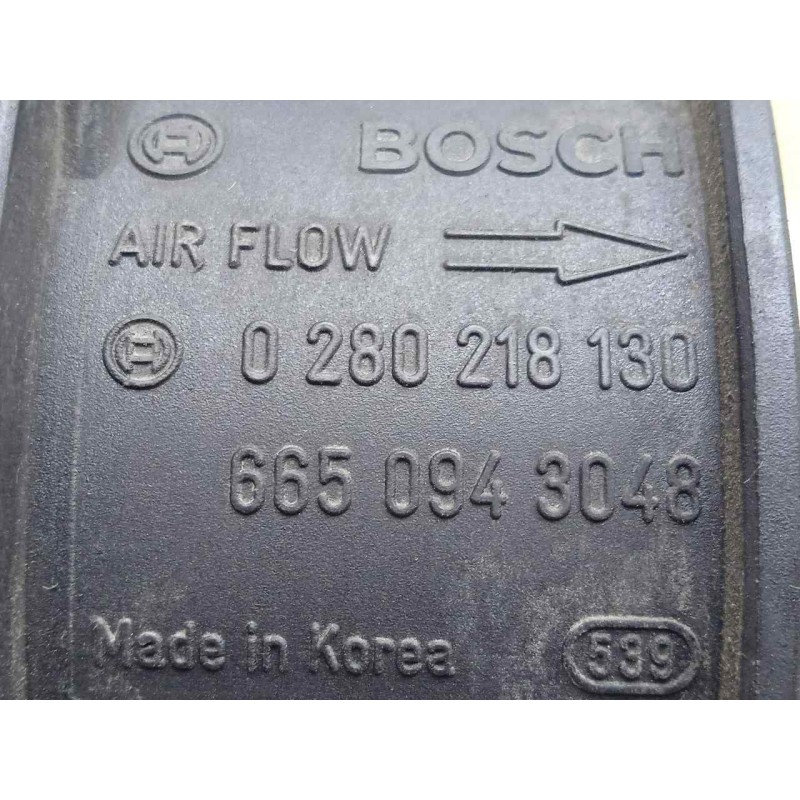 BOSCH
AIR FLOW
0 280 218 130
665 094 3048
Made in Korea 539